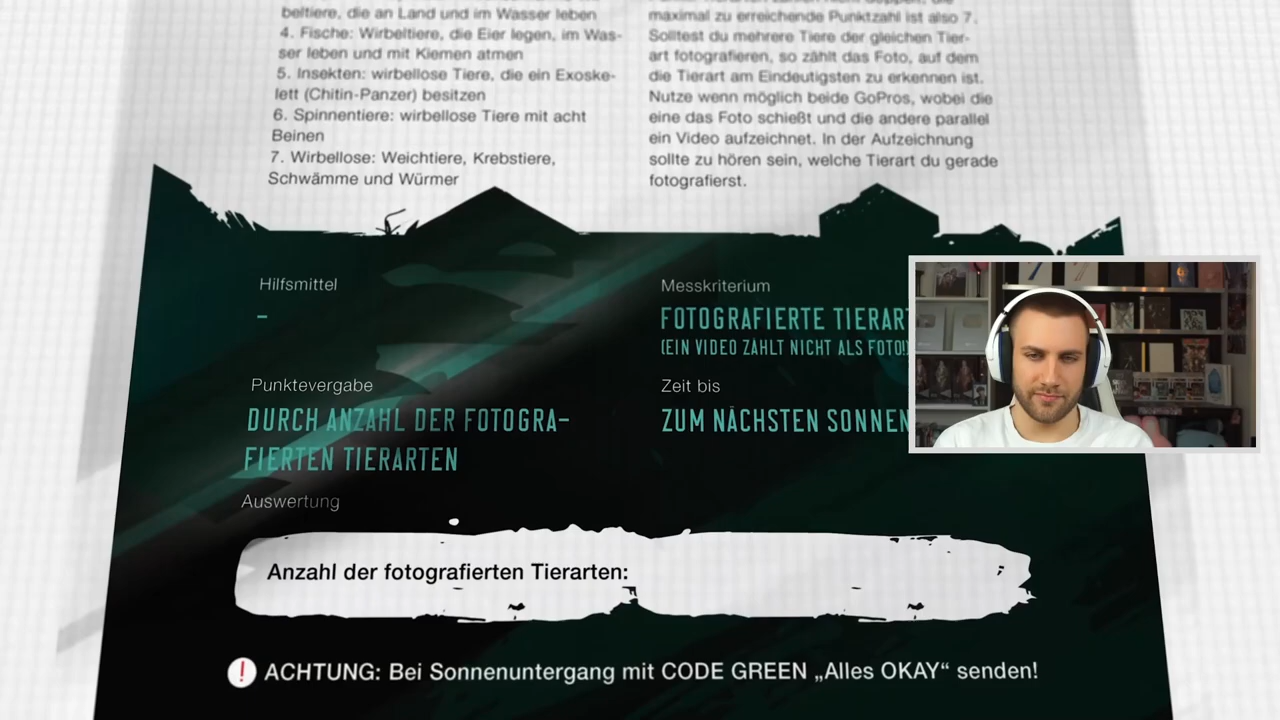 beltiere, die an Land und im Wasser leben
4. Fische: Wirbeltiere, die Eier legen, im Was-
ser leben und mit Kiemen atmen
5. Insekten: wirbellose Tiere, die ein Exoske-
lett (Chitin-Panzer) besitzen
6. Spinnentiere: wirbellose Tiere mit acht
Beinen
7. Wirbellose: Weichtiere, Krebstiere,
Schwämme und Würmer
maximal zu erreichende Punktzahl ist also 7.
Solltest du mehrere Tiere der gleichen Tier-
art fotografieren, so zählt das Foto, auf dem
die Tierart am Eindeutigsten zu erkennen ist.
Nutze wenn möglich beide GoPros, wobei die
eine das Foto schießt und die andere parallel
ein Video aufzeichnet. In der Aufzeichnung
sollte zu hören sein, welche Tierart du gerade
fotografierst.
Hilfsmittel
–
Messkriterium
FOTOGRAFIERTE TIERART
(EIN VIDEO ZÄHLT NICHT ALS FOTO!)
Punktevergabe
DURCH ANZAHL DER FOTOGRA-
FIERTEN TIERARTEN
Zeit bis
ZUM NÄCHSTEN SONNEN
Auswertung
Anzahl der fotografierten Tierarten:
! ACHTUNG: Bei Sonnenuntergang mit CODE GREEN „Alles OKAY“ senden!